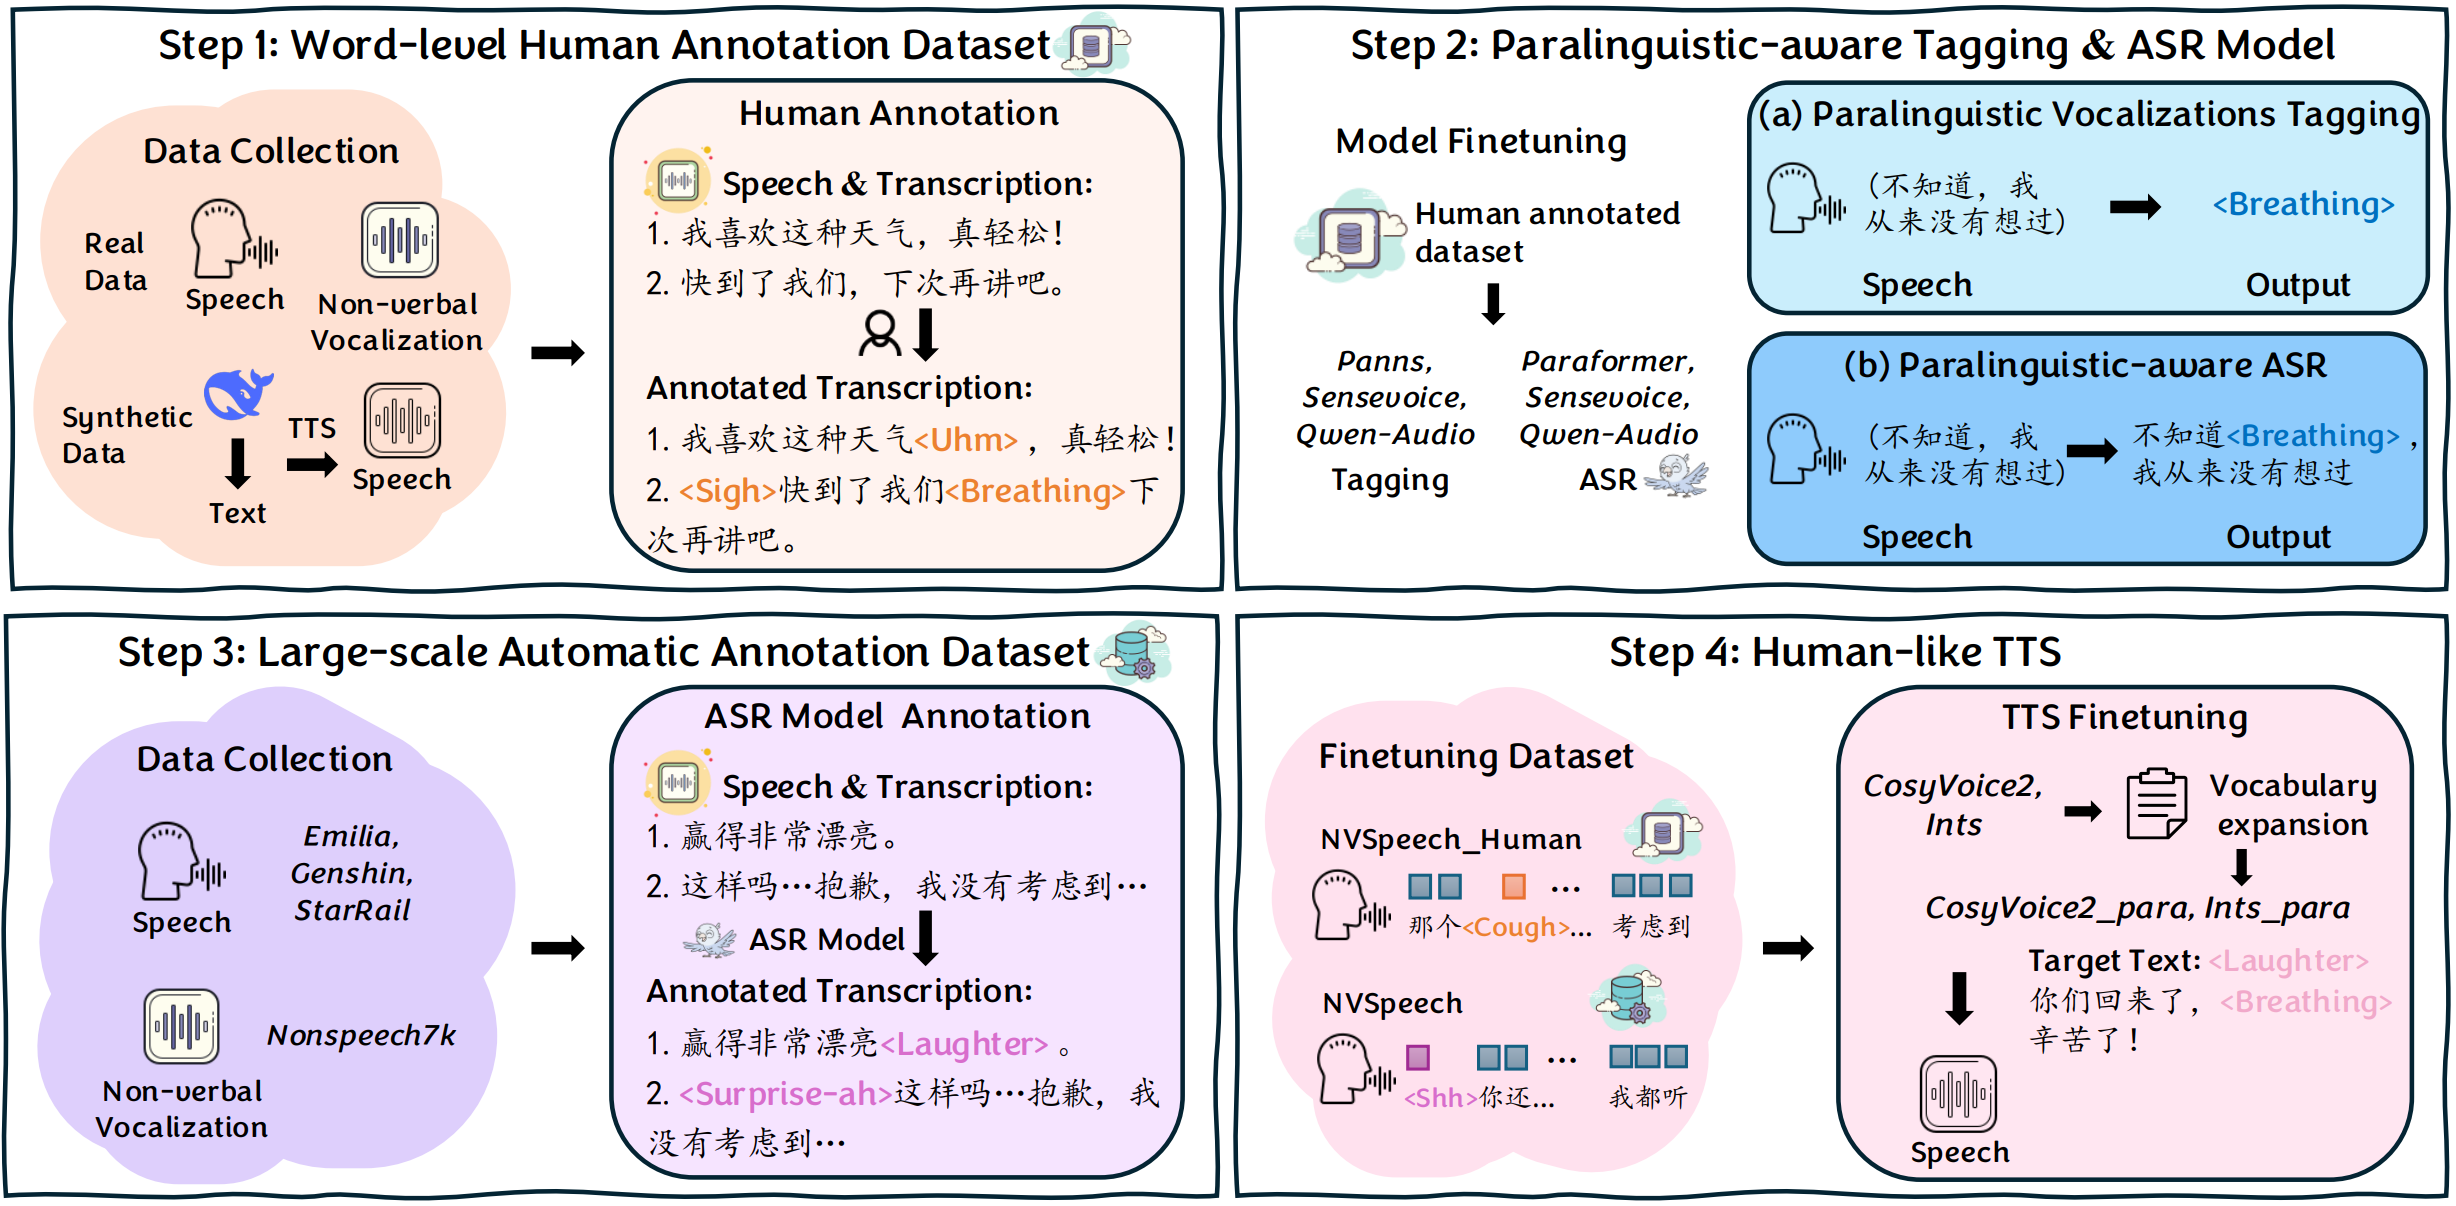 Step 1: Word-level Human Annotation Dataset
Data Collection
Real
Data
Speech
Non-verbal
Vocalization
Synthetic
Data
TTS
Text
Speech
Human Annotation
Speech & Transcription:
1. 我喜欢这种天气，真轻松！
2. 快到了我们，下次再讲吧。
Annotated Transcription:
1. 我喜欢这种天气<Uhm>，真轻松！
2. <Sigh>快到了我们<Breathing>下
次再讲吧。
Step 2: Paralinguistic-aware Tagging & ASR Model
Model Finetuning
Human annotated
dataset
Panns,
Sensevoice,
Qwen-Audio
Tagging
Paraformer,
Sensevoice,
Qwen-Audio
ASR
(a) Paralinguistic Vocalizations Tagging
(不知道，我
从来没有想过)
<Breathing>
Speech
Output
(b) Paralinguistic-aware ASR
(不知道，我
从来没有想过)
不知道<Breathing>，
我从来没有想过
Speech
Output
Step 3: Large-scale Automatic Annotation Dataset
Data Collection
Speech
Emilia,
Genshin,
StarRail
Non-verbal
Vocalization
Nonspeech7k
ASR Model Annotation
Speech & Transcription:
1. 赢得非常漂亮。
2. 这样吗…抱歉，我没有考虑到…
ASR Model
Annotated Transcription:
1. 赢得非常漂亮<Laughter>。
2. <Surprise-ah>这样吗…抱歉，我
没有考虑到…
Step 4: Human-like TTS
Finetuning Dataset
NVSpeech_Human
...
那个<Cough>... 考虑到
NVSpeech
...
<Shh>你还... 我都听
TTS Finetuning
CosyVoice2,
Ints
Vocabulary
expansion
CosyVoice2_para, Ints_para
Target Text: <Laughter>
你们回来了，<Breathing>
辛苦了！
Speech